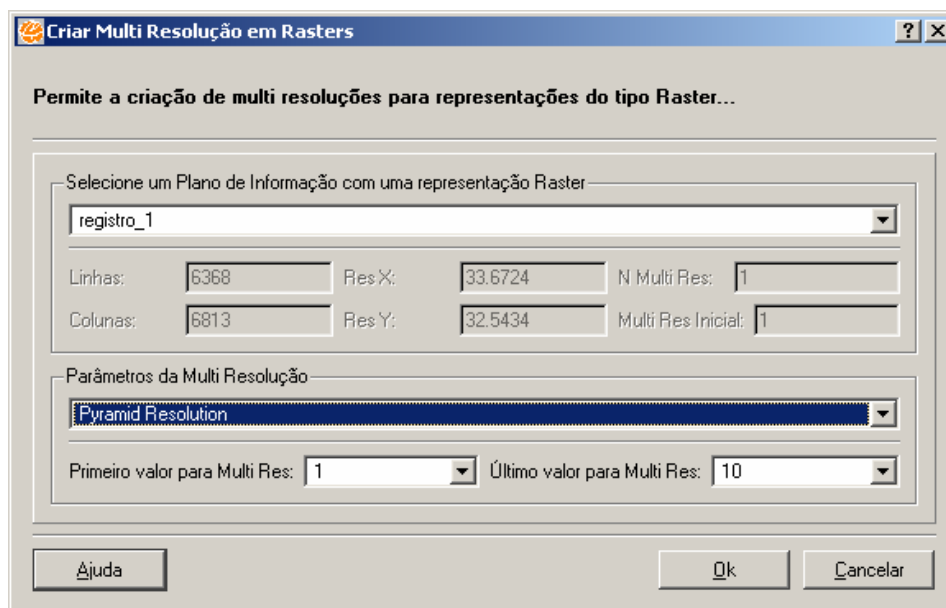 Criar Multi Resolução em Rasters
Permite a criação de multi resoluções para representações do tipo Raster...
Selecione um Plano de Informação com uma representação Raster
registro_1
Linhas: 6368 Res X: 33.6724 N Multi Res: 1
Colunas: 6813 Res Y: 32.5434 Multi Res Inicial: 1
Parâmetros da Multi Resolução
Pyramid Resolution
Primeiro valor para Multi Res: 1 Último valor para Multi Res: 10
Ajuda Ok Cancelar